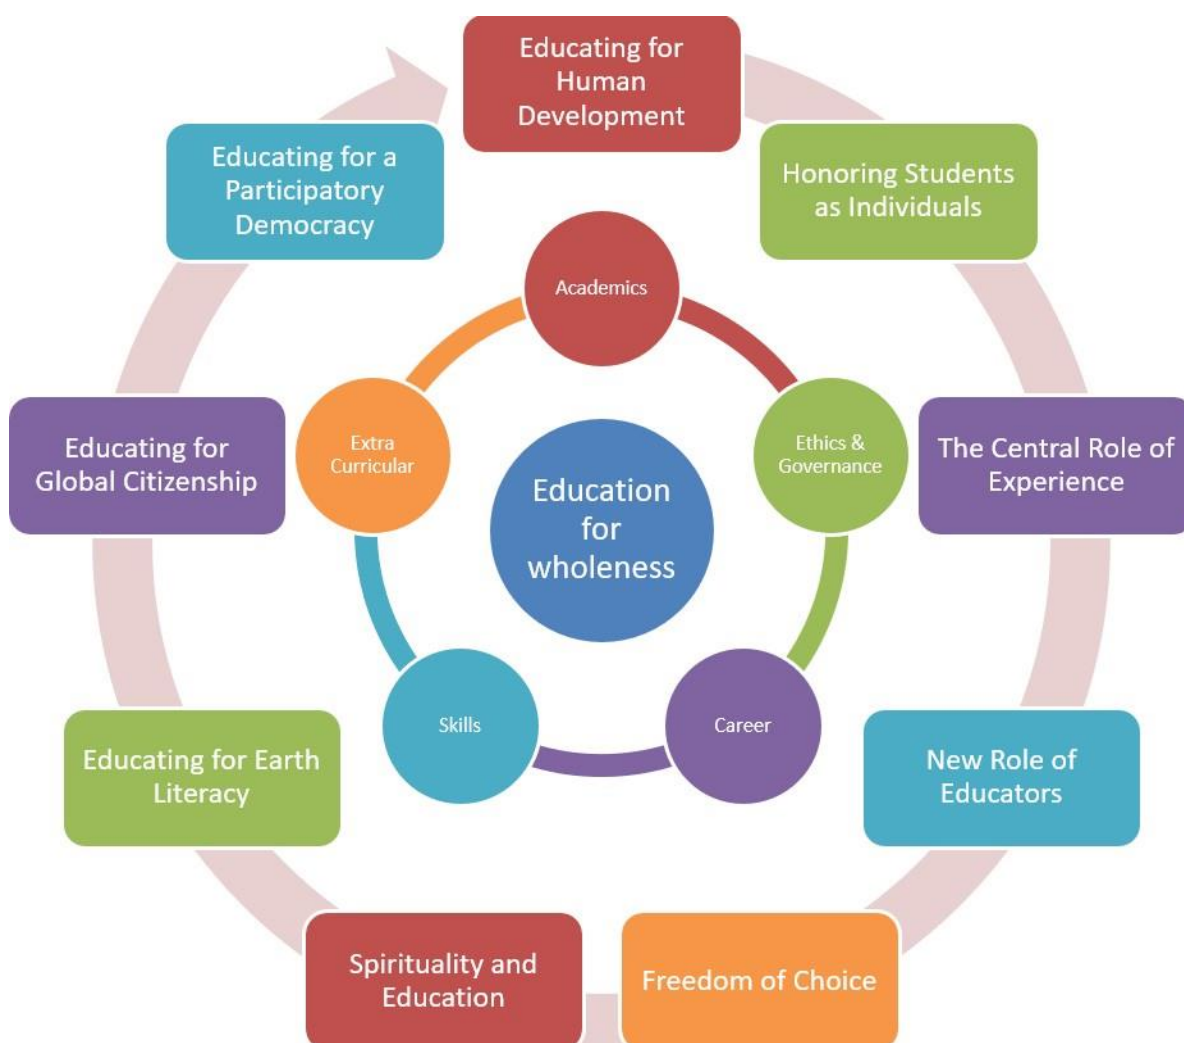 Educating for
Human
Development
Honoring Students
as Individuals
The Central Role of
Experience
New Role of
Educators
Freedom of Choice
Spirituality and
Education
Educating for Earth
Literacy
Educating for
Global Citizenship
Educating for a
Participatory
Democracy
Academics
Ethics &
Governance
Career
Skills
Extra
Curricular
Education
for
wholeness